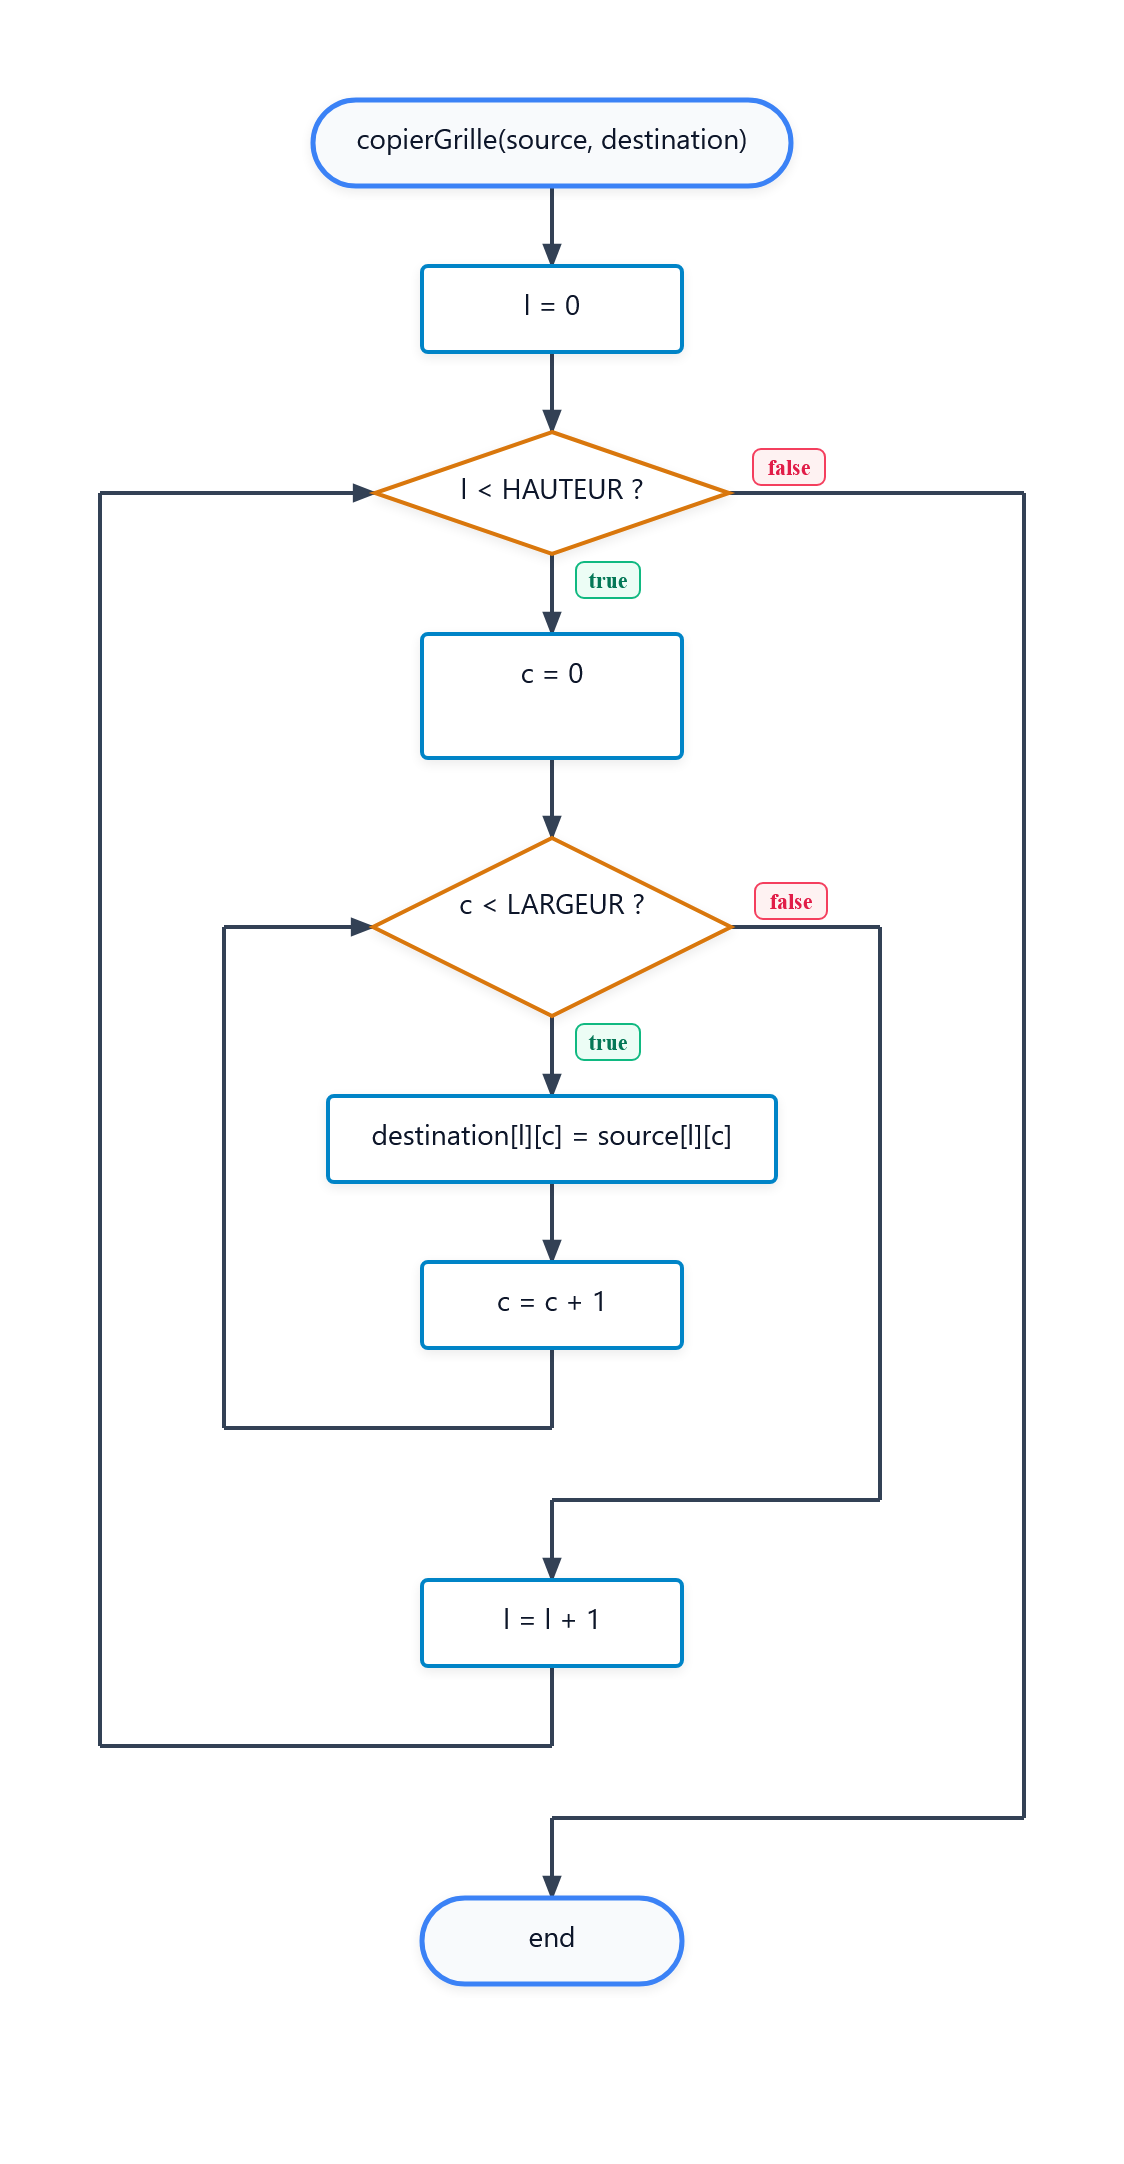 copierGrille(source, destination)
l = 0
l < HAUTEUR ?
false
true
c = 0
c < LARGEUR ?
false
true
destination[l][c] = source[l][c]
c = c + 1
l = l + 1
end